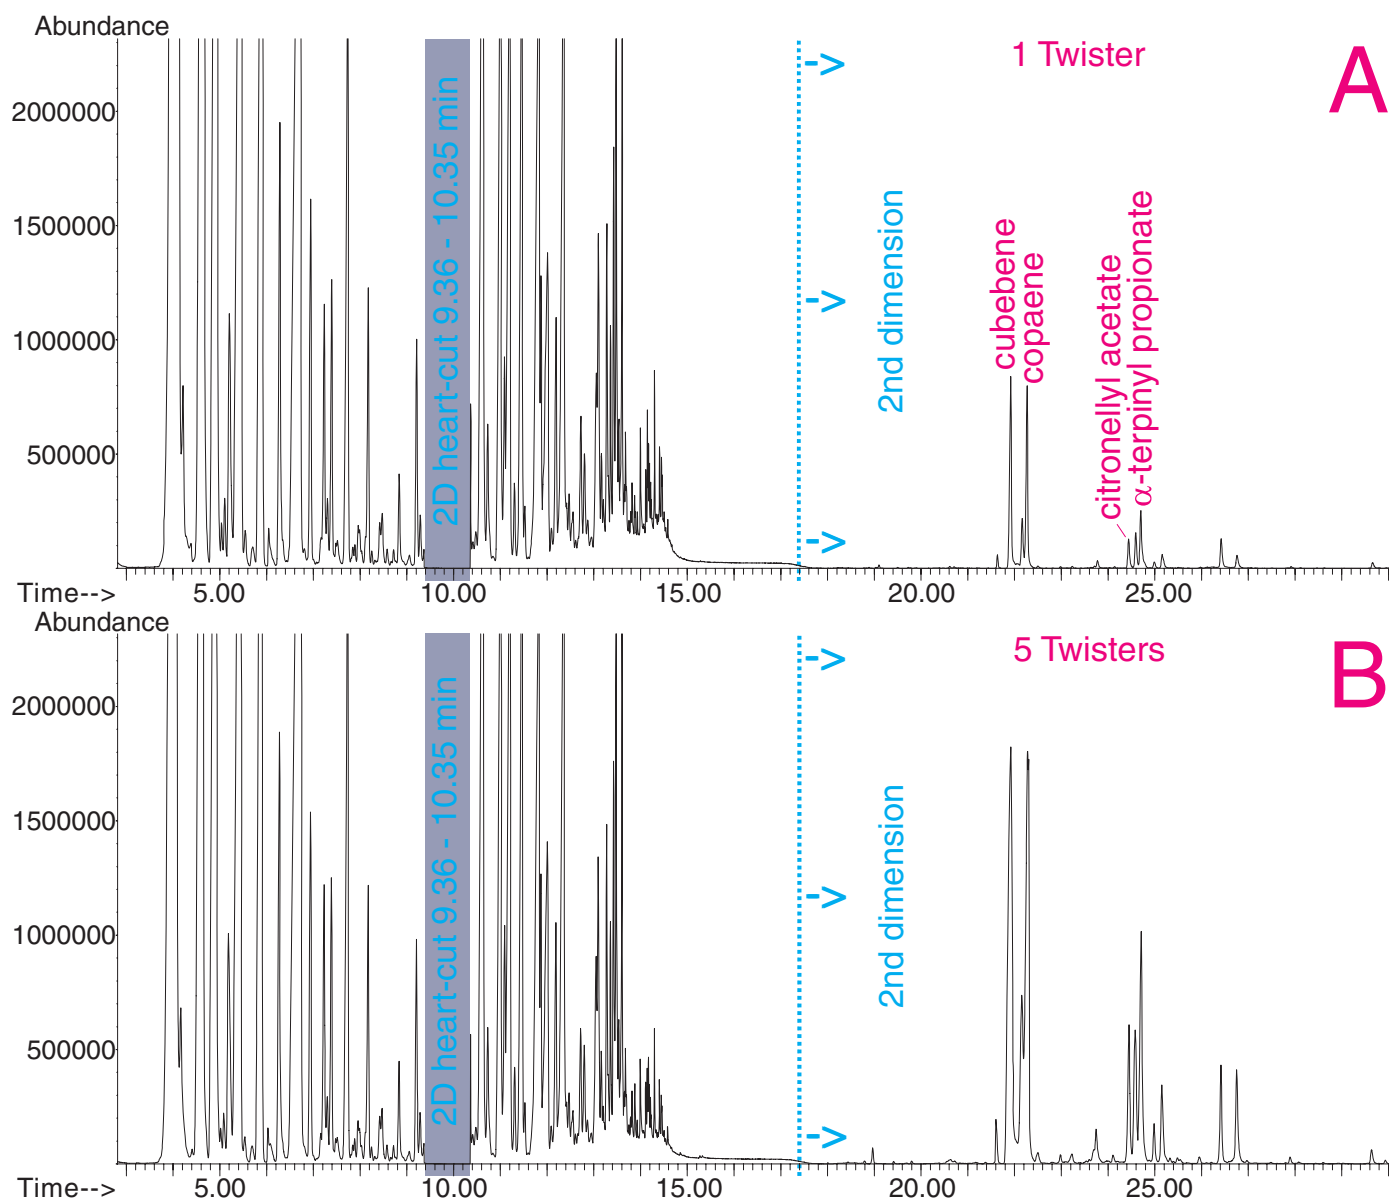 Abundance
1 Twister
A
2000000
1500000
1000000
500000
2D heart-cut 9.36 - 10.35 min
->
->
->
2nd dimension
cubebene
copaene
citronellyl acetate
α-terpinyl propionate
Time-->
5.00
10.00
15.00
20.00
25.00
Abundance
5 Twisters
B
2000000
1500000
1000000
500000
2D heart-cut 9.36 - 10.35 min
->
->
->
2nd dimension
Time-->
5.00
10.00
15.00
20.00
25.00